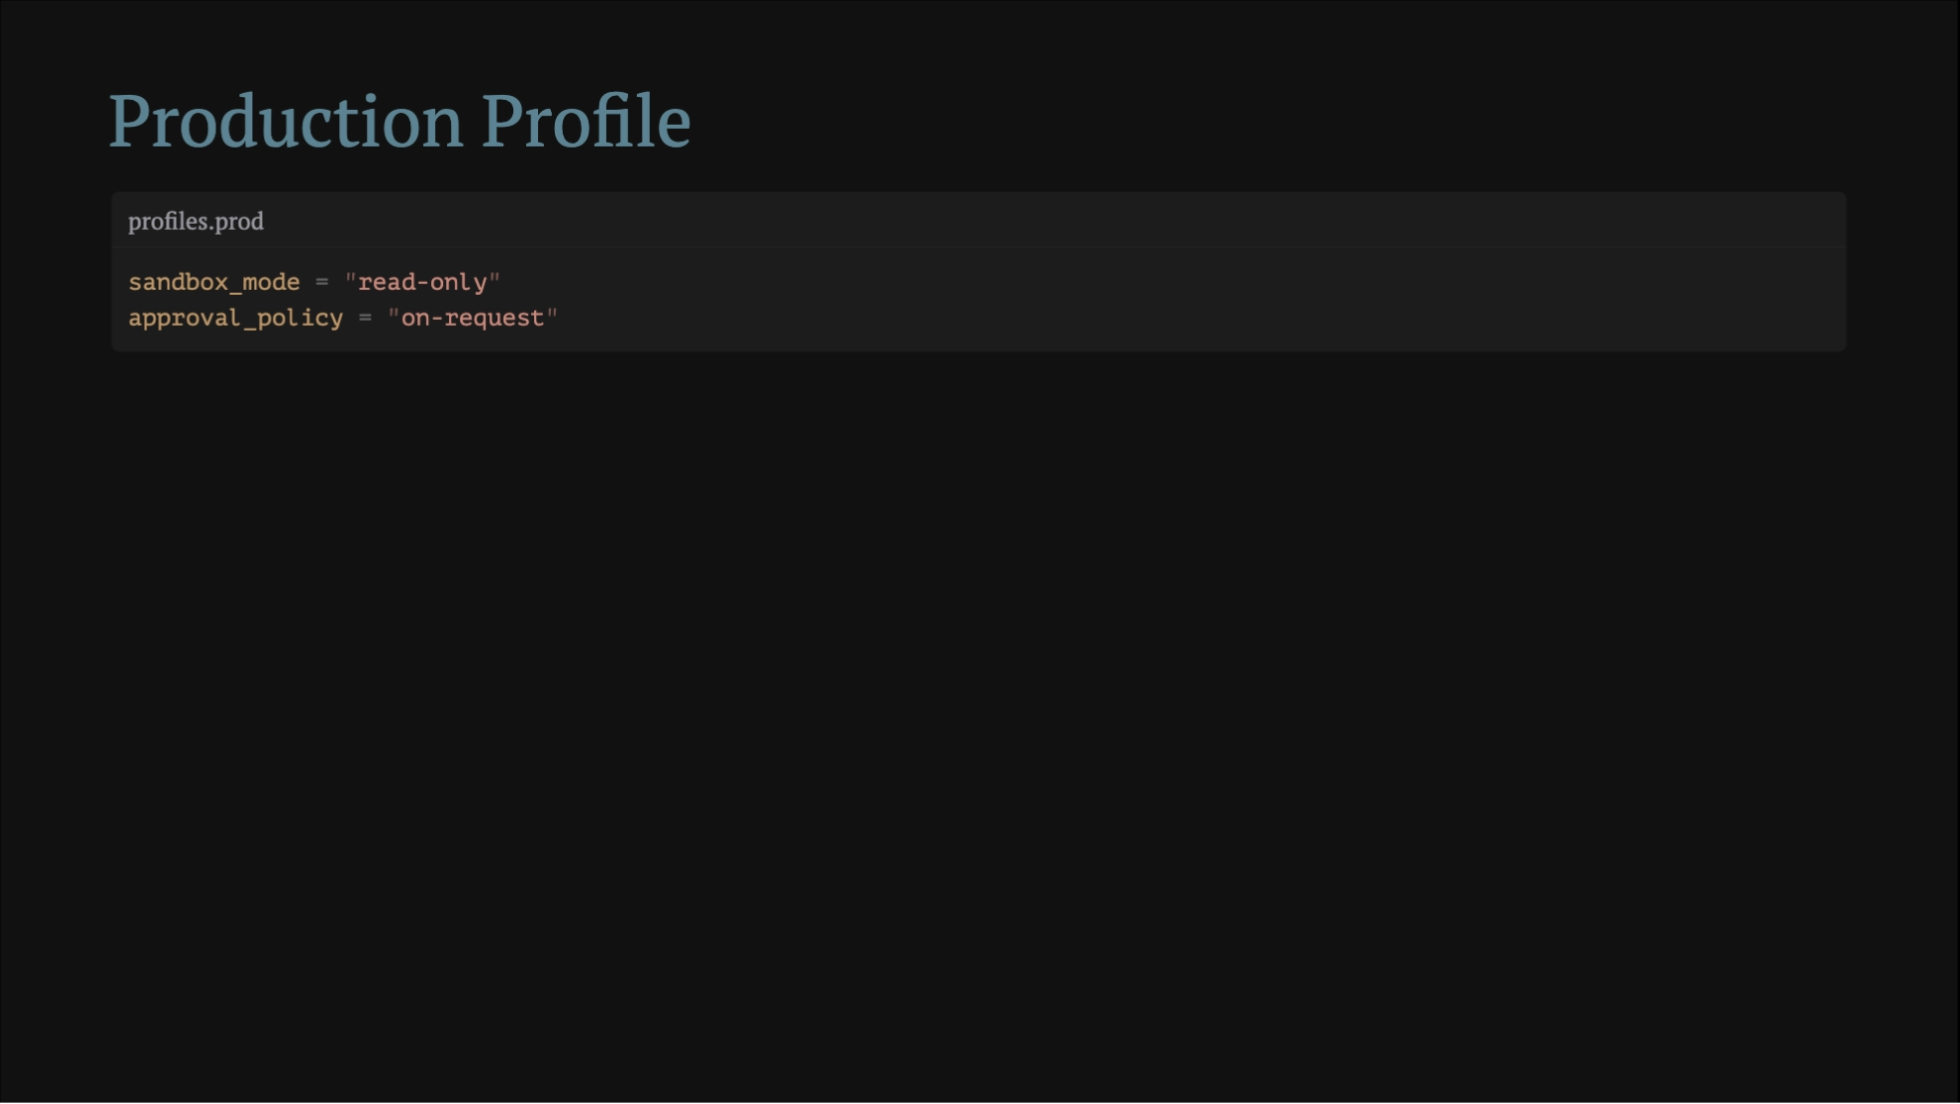 Production Profile
profiles.prod
sandbox_mode = "read-only"
approval_policy = "on-request"